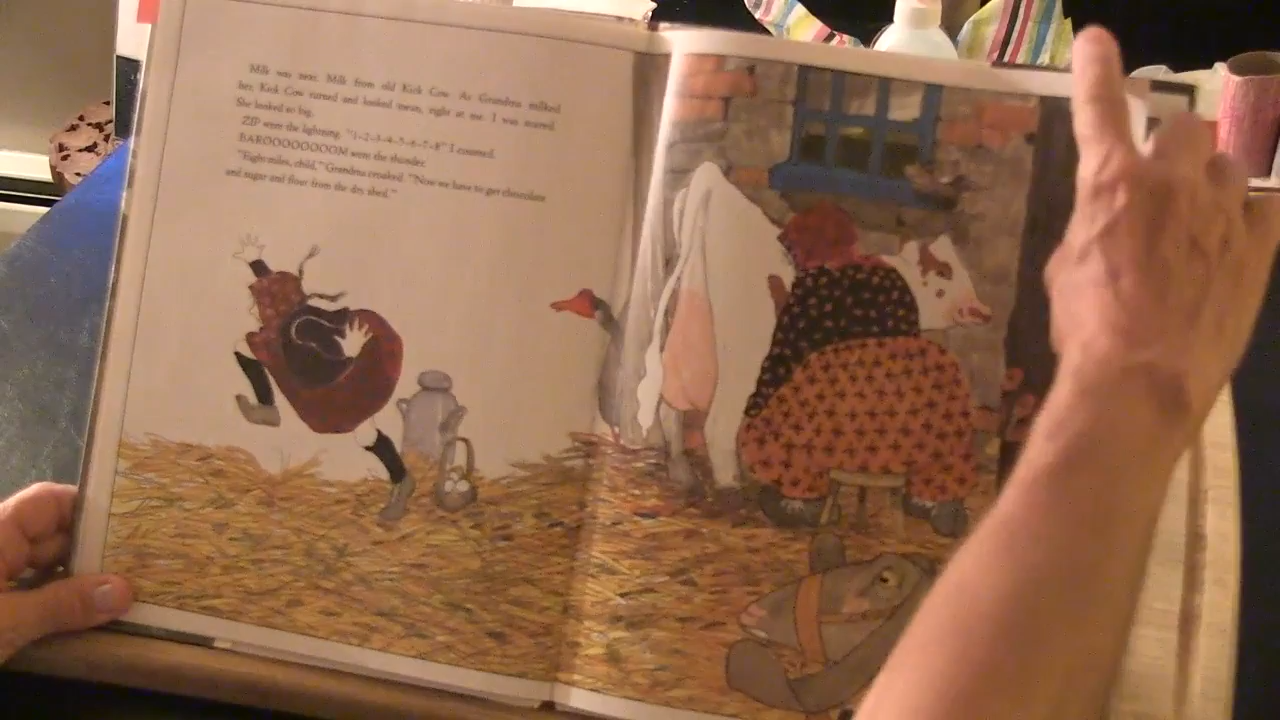 Milk was next. Milk from old Kick Cow. As Grandma milked
her, Kick Cow turned and looked mean, right at me. I was scared.
She looked so big.
ZIP went the lightning. "1-2-3-4-5-6-7-8" I counted.
BAROOOOOOOOM went the thunder.
"Eight miles, child," Grandma croaked. "Now we have to get chocolate
and sugar and flour from the dry shed."